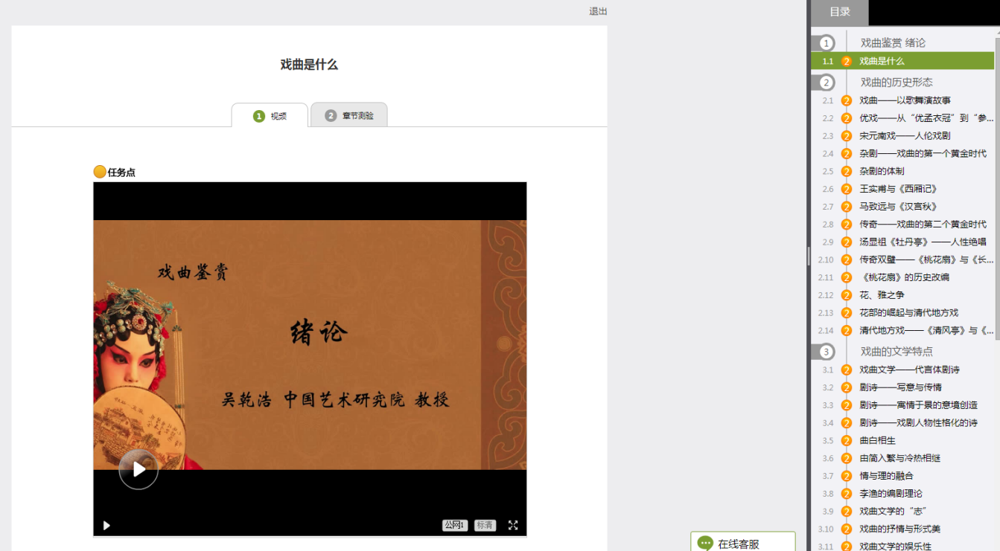 退出
戏曲是什么
1 视频
2 章节测验
任务点
戏曲鉴赏
绪论
吴乾浩 中国艺术研究院 教授
公网1 标清
在线客服
目录
1 戏曲鉴赏 绪论
1.1 2 戏曲是什么
2 戏曲的历史形态
2.1 2 戏曲——以歌舞演故事
2.2 2 优戏——从“优孟衣冠”到“参...
2.3 2 宋元南戏——人伦戏剧
2.4 2 杂剧——戏曲的第一个黄金时代
2.5 2 杂剧的体制
2.6 2 王实甫与《西厢记》
2.7 2 马致远与《汉宫秋》
2.8 2 传奇——戏曲的第二个黄金时代
2.9 2 汤显祖《牡丹亭》——人性绝唱
2.10 2 传奇双璧——《桃花扇》与《长...
2.11 2 《桃花扇》的历史改编
2.12 2 花、雅之争
2.13 2 花部的崛起与清代地方戏
2.14 2 清代地方戏——《清风亭》与《...
3 戏曲的文学特点
3.1 2 戏曲文学——代言体剧诗
3.2 2 剧诗——写意与传情
3.3 2 剧诗——寓情于景的意境创造
3.4 2 剧诗——戏剧人物性格化的诗
3.5 2 曲白相生
3.6 2 由简入繁与冷热相继
3.7 2 情与理的融合
3.8 2 李渔的编剧理论
3.9 2 戏曲文学的“志”
3.10 2 戏曲的抒情与形式美
3.11 2 戏曲文学的娱乐性